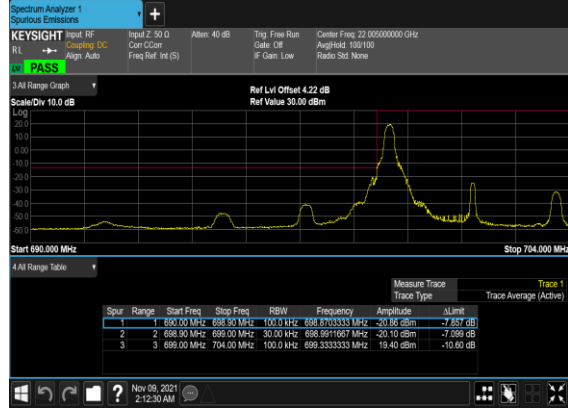 Spectrum Analyzer 1
Spurious Emissions
KEYSIGHT Input: RF Input Z: 50 Ω Atten: 40 dB Trig: Free Run Center Freq: 22.005000000 GHz
RL Coupling: DC Corr CCorr Gate: Off Avg|Hold: 100/100
Align: Auto Freq Ref: Int (S) IF Gain: Low Radio Std: None
PASS
3 All Range Graph
Ref Lvl Offset 4.22 dB
Scale/Div 10.0 dB Ref Value 30.00 dBm
Log
20.0
10.0
0.00
-10.0
-20.0
-30.0
-40.0
-50.0
-60.0
Start 690.000 MHz Stop 704.000 MHz
4 All Range Table
Measure Trace Trace 1
Trace Type Trace Average (Active)
Spur Range Start Freq Stop Freq RBW Frequency Amplitude ΔLimit
1 1 690.00 MHz 698.90 MHz 100.0 kHz 698.8703333 MHz -20.86 dBm -7.857 dB
2 2 698.90 MHz 699.00 MHz 30.00 kHz 698.9911667 MHz -20.10 dBm -7.099 dB
3 3 699.00 MHz 704.00 MHz 100.0 kHz 699.3333333 MHz 19.40 dBm -10.60 dB
? Nov 09, 2021
2:12:30 AM